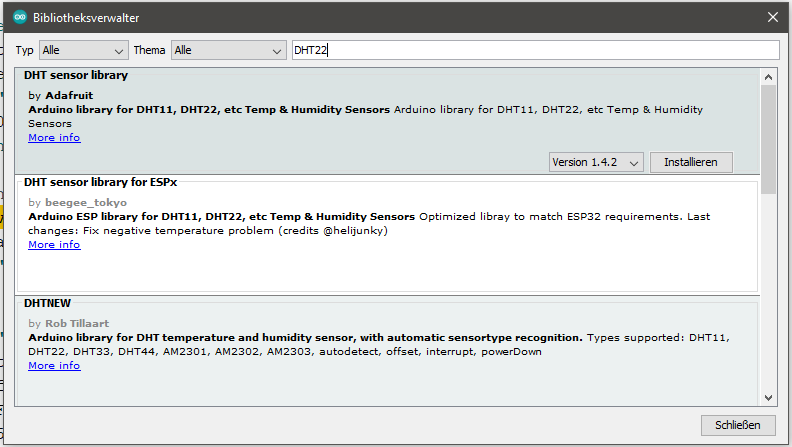 Bibliotheksverwalter
Typ Alle Thema Alle DHT22
DHT sensor library
by Adafruit
Arduino library for DHT11, DHT22, etc Temp & Humidity Sensors Arduino library for DHT11, DHT22, etc Temp & Humidity
Sensors
More info
Version 1.4.2 Installieren
DHT sensor library for ESPx
by beegee_tokyo
Arduino ESP library for DHT11, DHT22, etc Temp & Humidity Sensors Optimized libray to match ESP32 requirements. Last
changes: Fix negative temperature problem (credits @helijunky)
More info
DHTNEW
by Rob Tillaart
Arduino library for DHT temperature and humidity sensor, with automatic sensortype recognition. Types supported: DHT11,
DHT22, DHT33, DHT44, AM2301, AM2302, AM2303, autodetect, offset, interrupt, powerDown
More info
Schließen